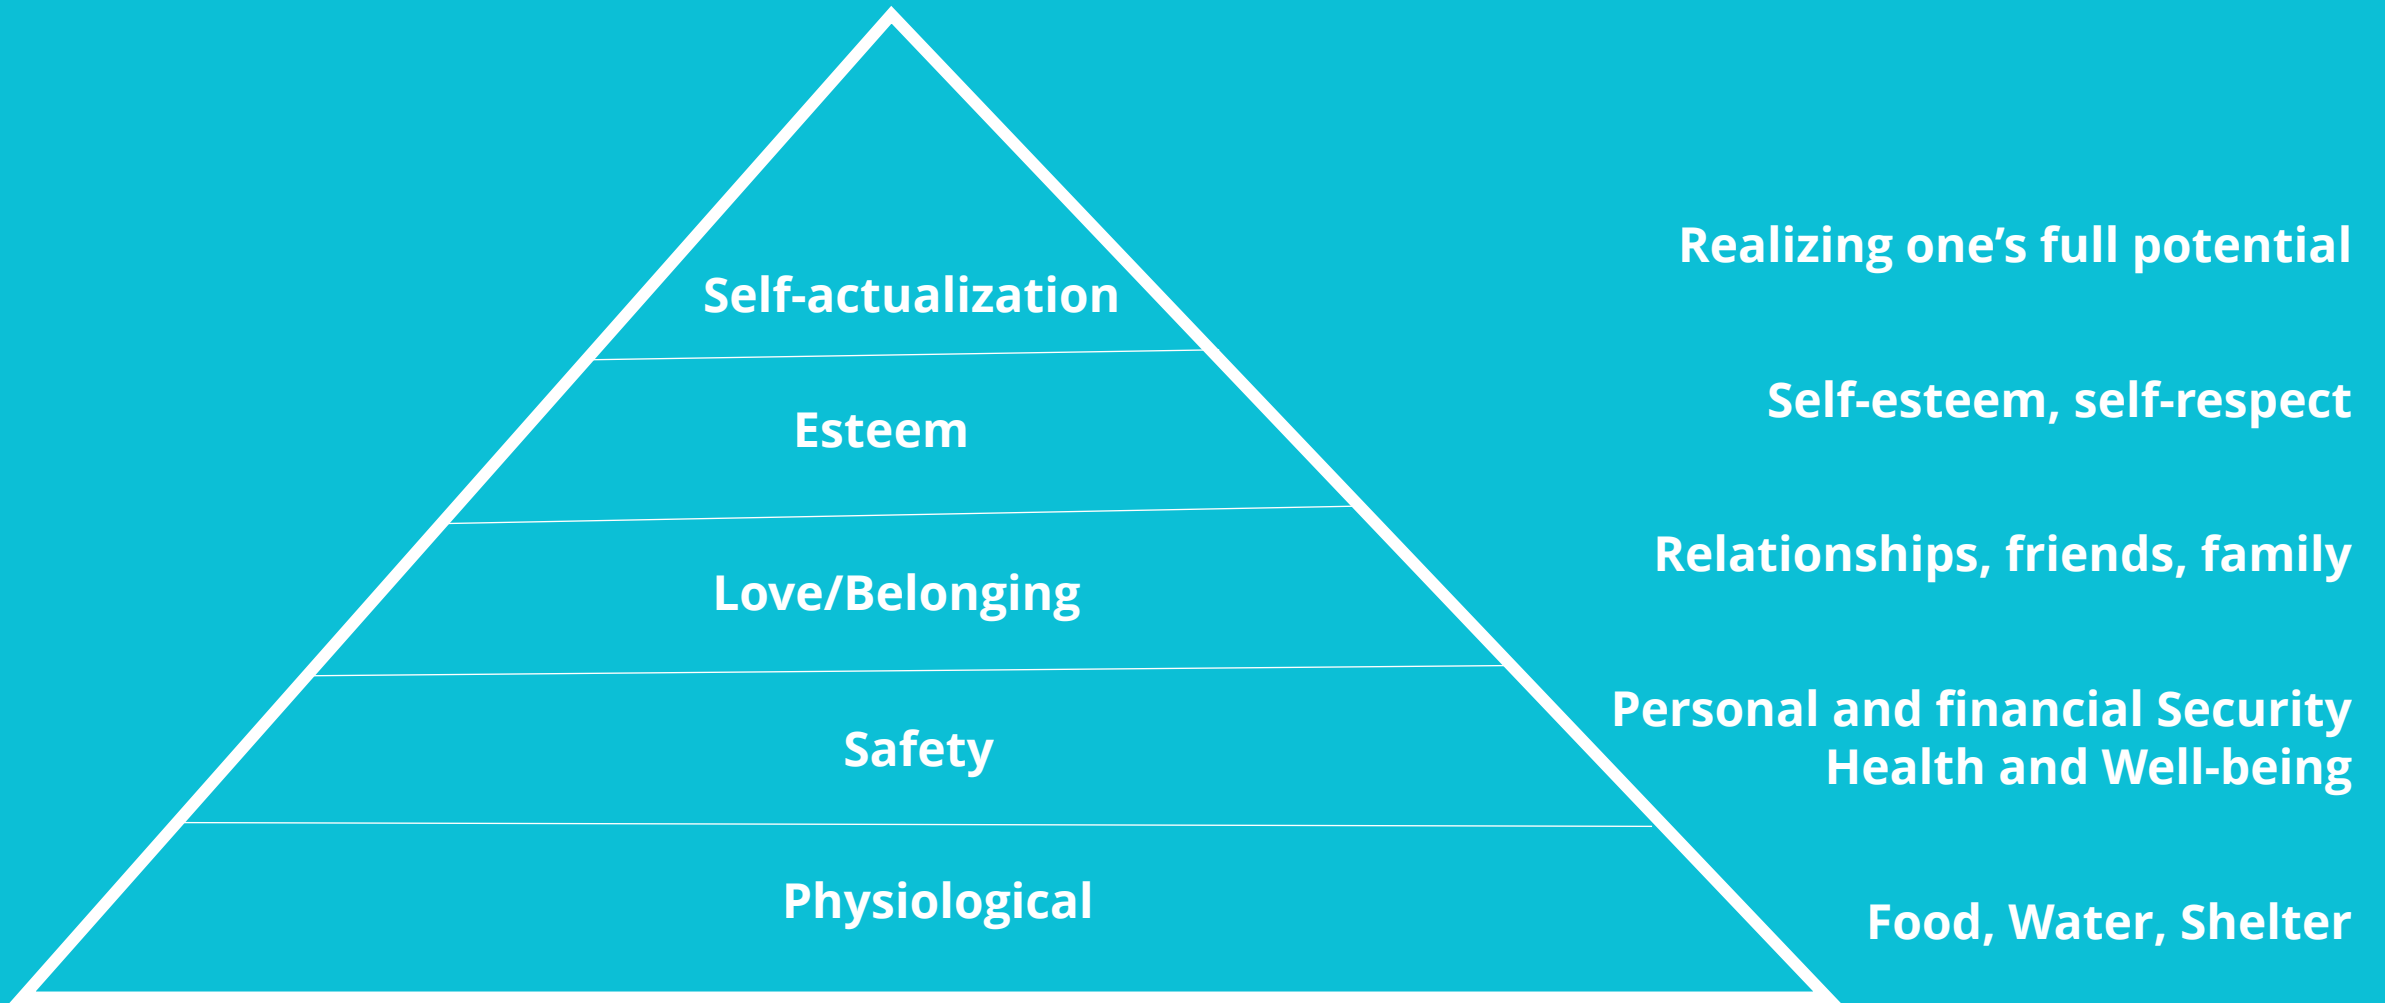 Realizing one’s full potential
Self-actualization
Self-esteem, self-respect
Esteem
Relationships, friends, family
Love/Belonging
Personal and financial Security
Health and Well-being
Safety
Physiological
Food, Water, Shelter